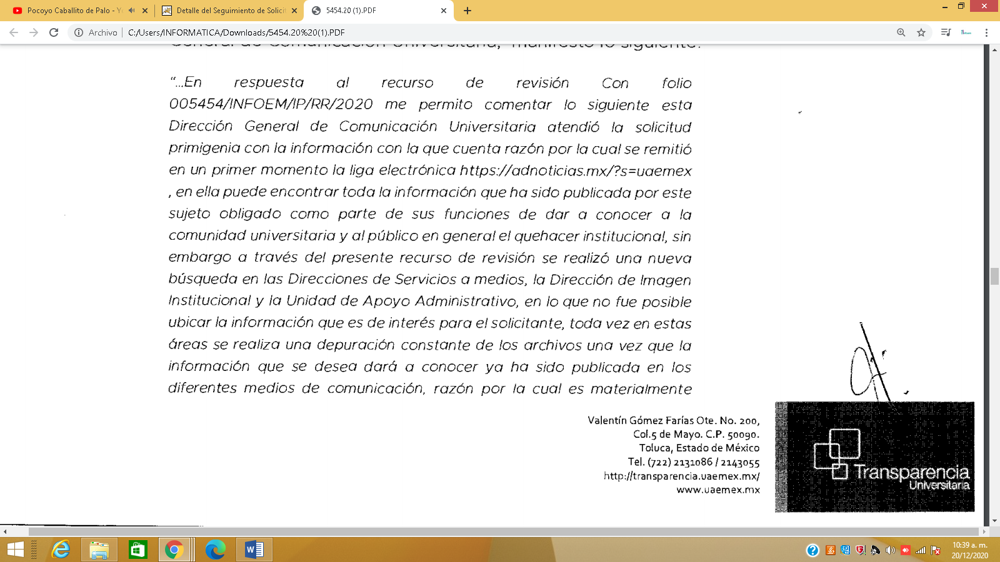 Pocoyo Caballito de Palo - Y
Detalle del Seguimiento de Solici
5454.20 (1).PDF
Archivo
C:/Users/INFORMATICA/Downloads/5454.20%20(1).PDF
General de Comunicación Universitaria, manifestó lo siguiente:
“...En respuesta al recurso de revisión Con folio
005454/INFOEM/IP/RR/2020 me permito comentar lo siguiente esta
Dirección General de Comunicación Universitaria atendió la solicitud
primigenia con la información con la que cuenta razón por la cual se remitió
en un primer momento la liga electrónica https://adnoticias.mx/?s=uaemex
, en ella puede encontrar toda la información que ha sido publicada por este
sujeto obligado como parte de sus funciones de dar a conocer a la
comunidad universitaria y al público en general el quehacer institucional, sin
embargo a través del presente recurso de revisión se realizó una nueva
búsqueda en las Direcciones de Servicios a medios, la Dirección de Imagen
Institucional y la Unidad de Apoyo Administrativo, en lo que no fue posible
ubicar la información que es de interés para el solicitante, toda vez en estas
áreas se realiza una depuración constante de los archivos una vez que la
información que se desea dará a conocer ya ha sido publicada en los
diferentes medios de comunicación, razón por la cual es materialmente
Valentín Gómez Farías Ote. No. 200,
Col.5 de Mayo. C.P. 50090.
Toluca, Estado de México
Tel. (722) 2131086 / 2143055
http://transparencia.uaemex.mx/
www.uaemex.mx
Transparencia
Universitaria
10:39 a. m.
20/12/2020